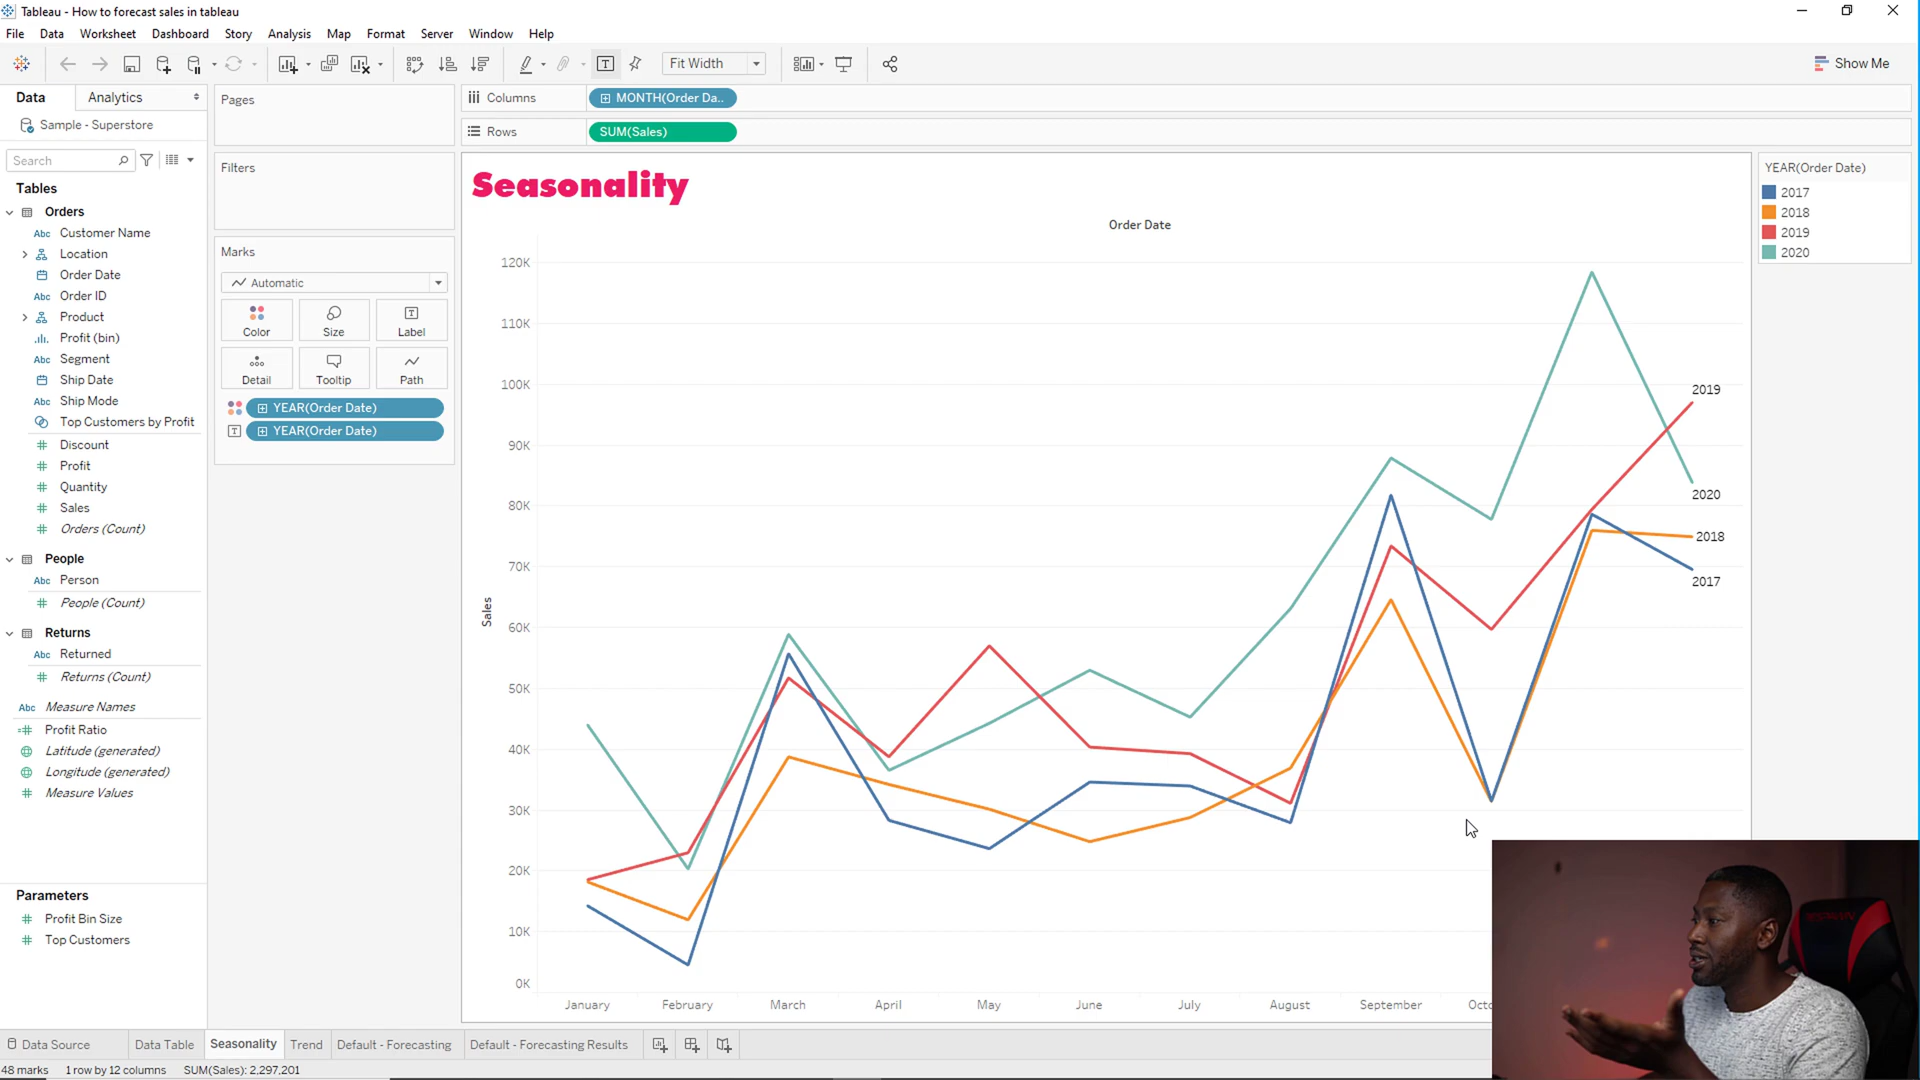 Tableau - How to forecast sales in tableau
File Data Worksheet Dashboard Story Analysis Map Format Server Window Help
Fit Width
Show Me
Data Analytics
Sample - Superstore
Search
Tables
Orders
Abc Customer Name
Location
Order Date
Abc Order ID
Product
Profit (bin)
Abc Segment
Ship Date
Abc Ship Mode
Top Customers by Profit
Discount
Profit
Quantity
Sales
Orders (Count)
People
Abc Person
People (Count)
Returns
Abc Returned
Returns (Count)
Abc Measure Names
Profit Ratio
Latitude (generated)
Longitude (generated)
Measure Values
Parameters
Profit Bin Size
Top Customers
Pages
Filters
Marks
Automatic
Color Size Label
Detail Tooltip Path
YEAR(Order Date)
YEAR(Order Date)
Columns MONTH(Order Da..
Rows SUM(Sales)
Seasonality
Order Date
120K
110K
100K
90K
80K
70K
60K
50K
40K
30K
20K
10K
0K
Sales
2019
2020
2018
2017
January February March April May June July August September Octo
YEAR(Order Date)
2017
2018
2019
2020
Data Source Data Table Seasonality Trend Default - Forecasting Default - Forecasting Results
48 marks 1 row by 12 columns SUM(Sales): 2,297,201